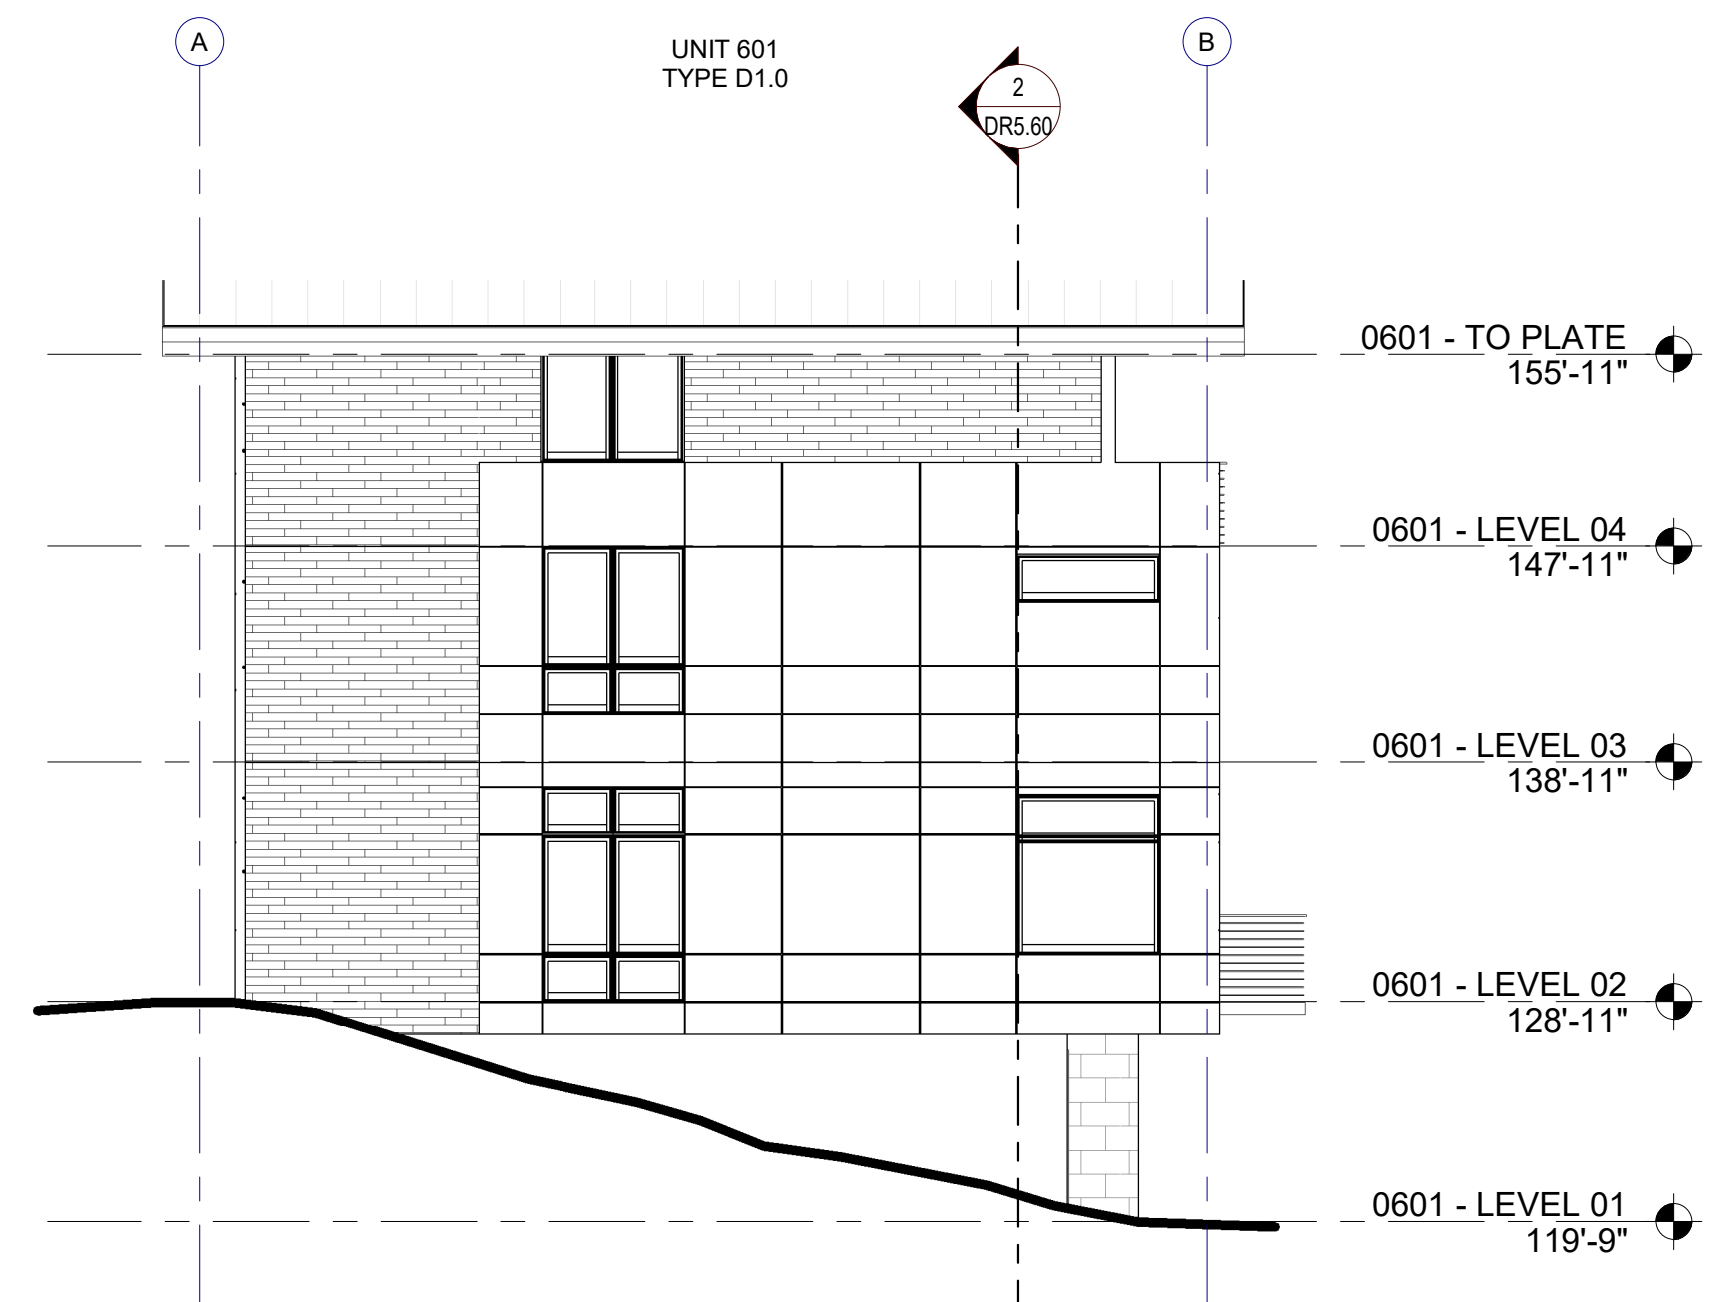 A
UNIT 601
TYPE D1.0
2
DR5.60
B
0601 - TO PLATE
155'-11"
0601 - LEVEL 04
147'-11"
0601 - LEVEL 03
138'-11"
0601 - LEVEL 02
128'-11"
0601 - LEVEL 01
119'-9"